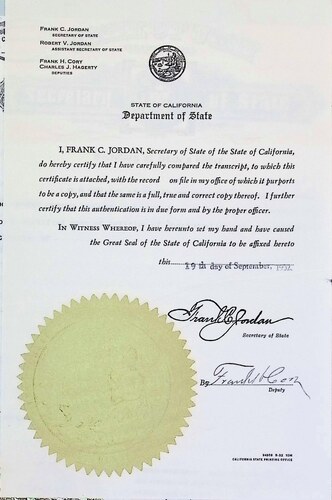 FRANK C. JORDAN
SECRETARY OF STATE
ROBERT V. JORDAN
ASSISTANT SECRETARY OF STATE
FRANK H. CORY
CHARLES J. HAGERTY
DEPUTIES
STATE OF CALIFORNIA
Department of State
I, FRANK C. JORDAN, Secretary of State of the State of California,
do hereby certify that I have carefully compared the transcript, to which this
certificate is attached, with the record on file in my office of which it purports
to be a copy, and that the same is a full, true and correct copy thereof. I further
certify that this authentication is in due form and by the proper officer.
IN WITNESS WHEREOF, I have hereunto set my hand and have caused
the Great Seal of the State of California to be affixed hereto
this 19th day of September,
Frank C. Jordan
Secretary of State
By Frank H. Cory
Deputy
CALIFORNIA STATE PRINTING OFFICE